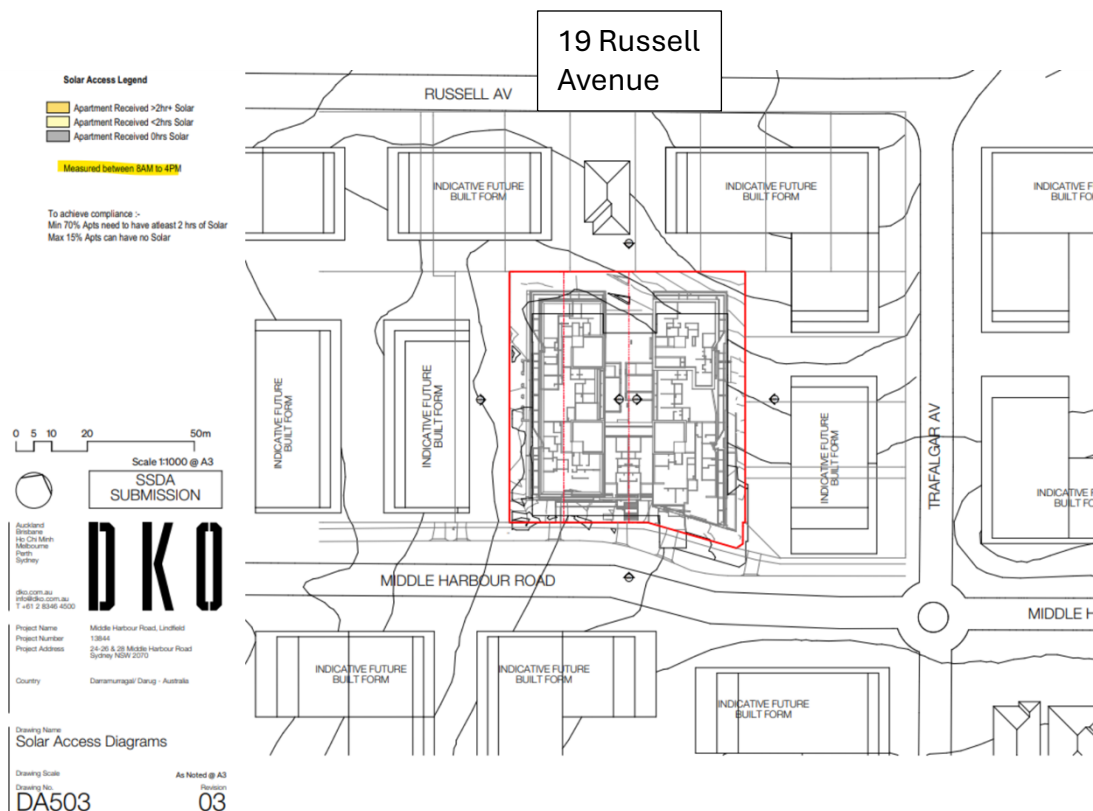 19 Russell
Avenue
Solar Access Legend
Apartment Received >2hr+ Solar
Apartment Received <2hrs Solar
Apartment Received 0hrs Solar
Measured between 8AM to 4PM
To achieve compliance :-
Min 70% Apts need to have atleast 2 hrs of Solar
Max 15% Apts can have no Solar
RUSSELL AV
INDICATIVE FUTURE
BUILT FORM
INDICATIVE FUTURE
BUILT FORM
INDICATIVE F
BUILT FO
INDICATIVE FUTURE
BUILT FORM
INDICATIVE FUTURE
BUILT FORM
INDICATIVE FUTURE
BUILT FORM
TRAFALGAR AV
INDICATIVE F
BUILT FO
0 5 10 20 50m
Scale 1:1000 @ A3
SSDA
SUBMISSION
Auckland
Brisbane
Ho Chi Minh
Melbourne
Perth
Sydney
dko.com.au
info@dko.com.au
T +61 2 8346 4500
DKO
MIDDLE HARBOUR ROAD
MIDDLE H
Project Name Middle Harbour Road, Lindfield
Project Number 13844
Project Address 24-26 & 28 Middle Harbour Road
Sydney NSW 2070
Country Darramurragal/ Darug - Australia
INDICATIVE FUTURE
BUILT FORM
INDICATIVE FUTURE
BUILT FORM
INDICATIVE FUTURE
BUILT FORM
Drawing Name
Solar Access Diagrams
Drawing Scale As Noted @ A3
Drawing No. Revision
DA503 03